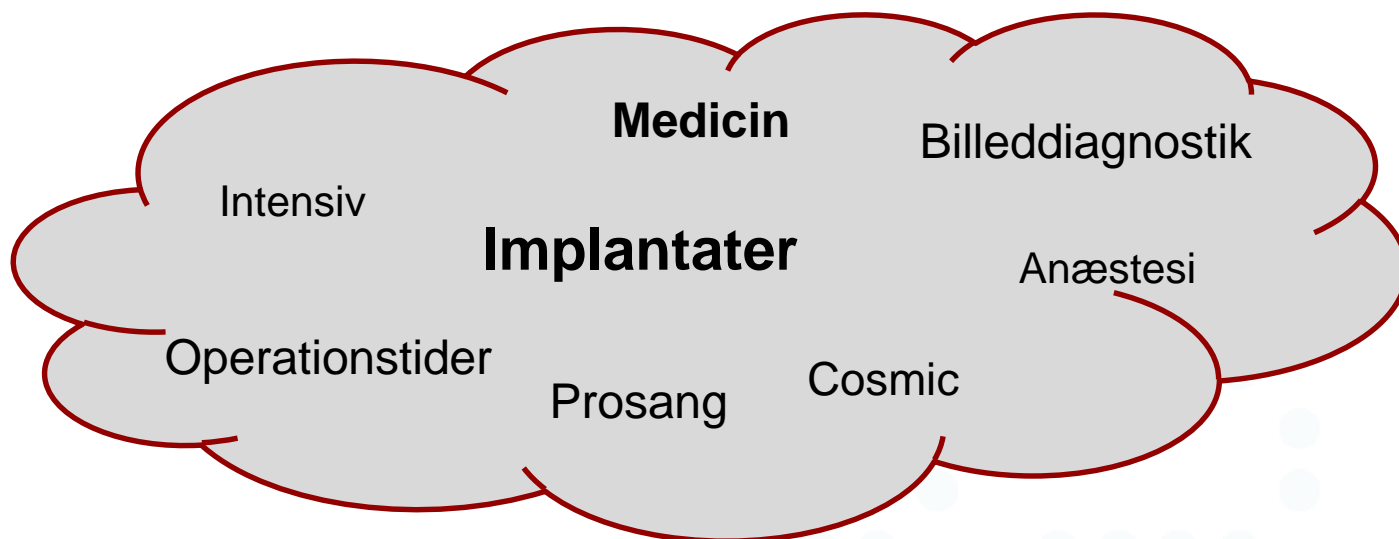 Medicin
Billeddiagnostik
Intensiv
Implantater
Anæstesi
Operationstider
Cosmic
Prosang